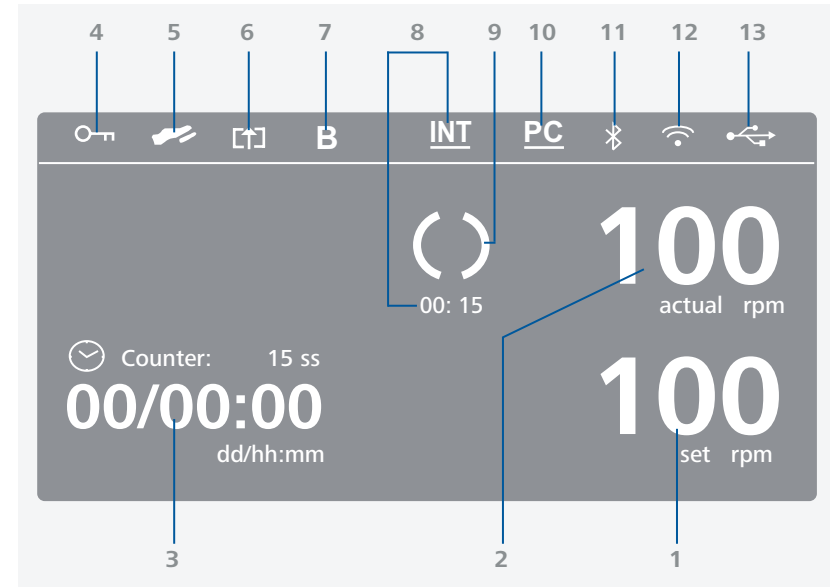 4 5 6 7 8 9 10 11 12 13
B INT PC
100
00: 15 actual rpm
Counter: 15 ss
00/00:00 100
dd/hh:mm set rpm
3 2 1